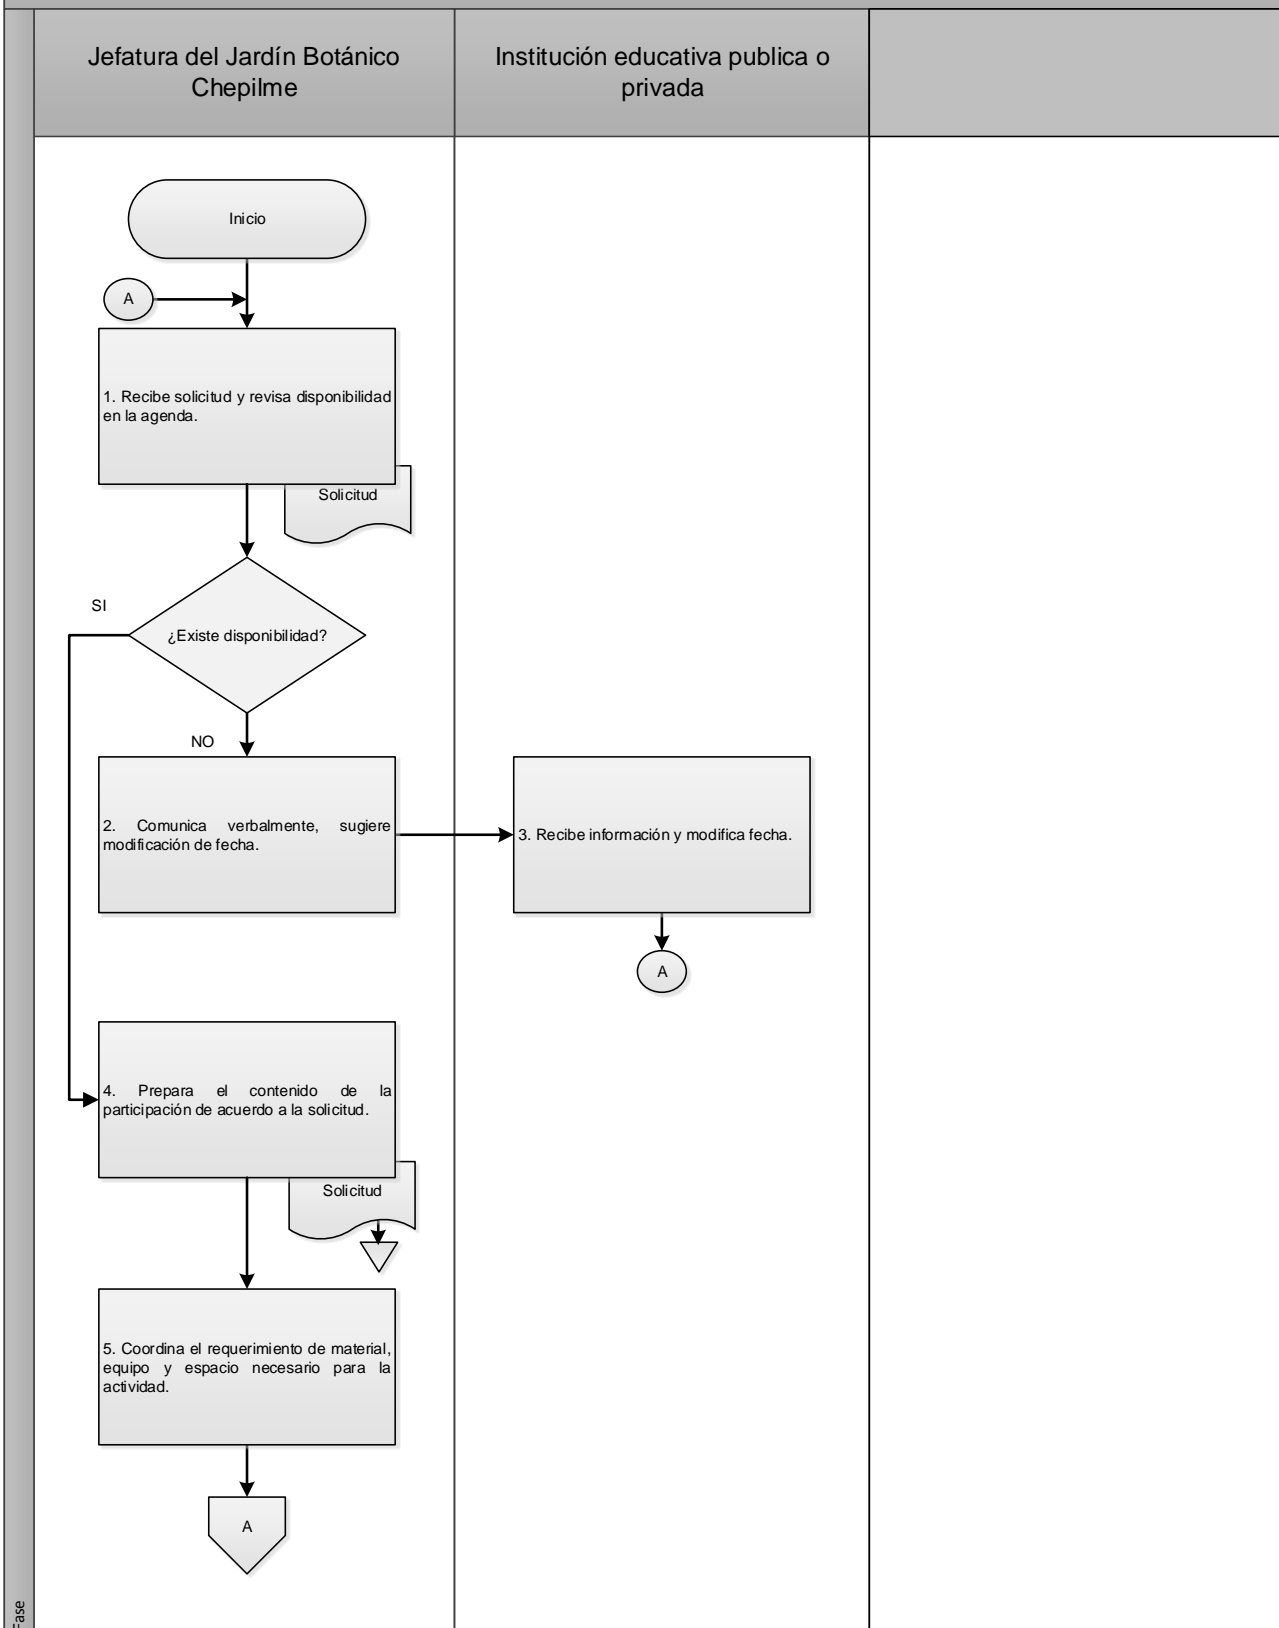 Jefatura del Jardín Botánico
Chepilme
Institución educativa publica o
privada
Inicio
A
1. Recibe solicitud y revisa disponibilidad
en la agenda.
Solicitud
SI
¿Existe disponibilidad?
NO
2. Comunica verbalmente, sugiere
modificación de fecha.
3. Recibe información y modifica fecha.
A
4. Prepara el contenido de la
participación de acuerdo a la solicitud.
Solicitud
5. Coordina el requerimiento de material,
equipo y espacio necesario para la
actividad.
A
Fase